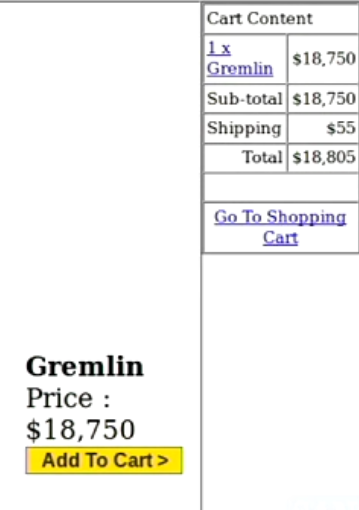 Cart Content
1 x
Gremlin $18,750
Sub-total $18,750
Shipping $55
Total $18,805
Go To Shopping
Cart
Gremlin
Price :
$18,750
Add To Cart >